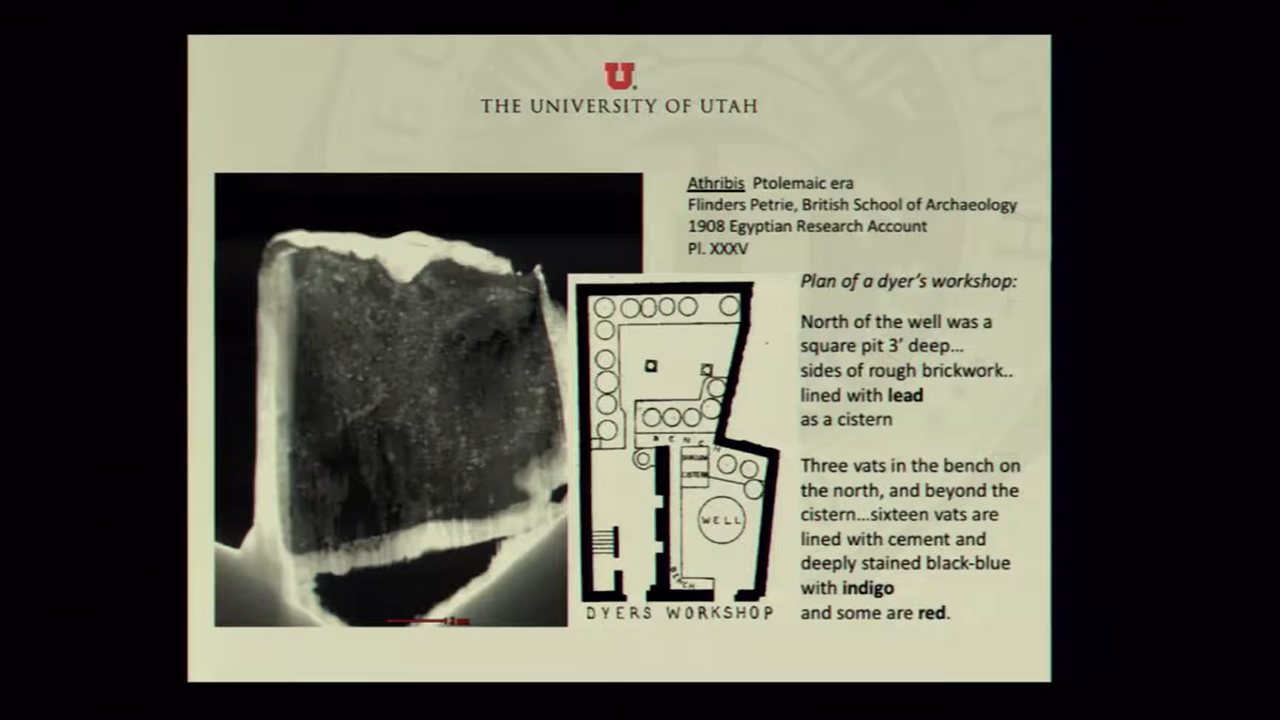 U
THE UNIVERSITY OF UTAH
Athribis Ptolemaic era
Flinders Petrie, British School of Archaeology
1908 Egyptian Research Account
Pl. XXXV
Plan of a dyer's workshop:
North of the well was a
square pit 3' deep...
sides of rough brickwork..
lined with lead
as a cistern
Three vats in the bench on
the north, and beyond the
cistern...sixteen vats are
lined with cement and
deeply stained black-blue
with indigo
and some are red.
BENCH
CISTERN
WELL
BENCH
DYERS WORKSHOP